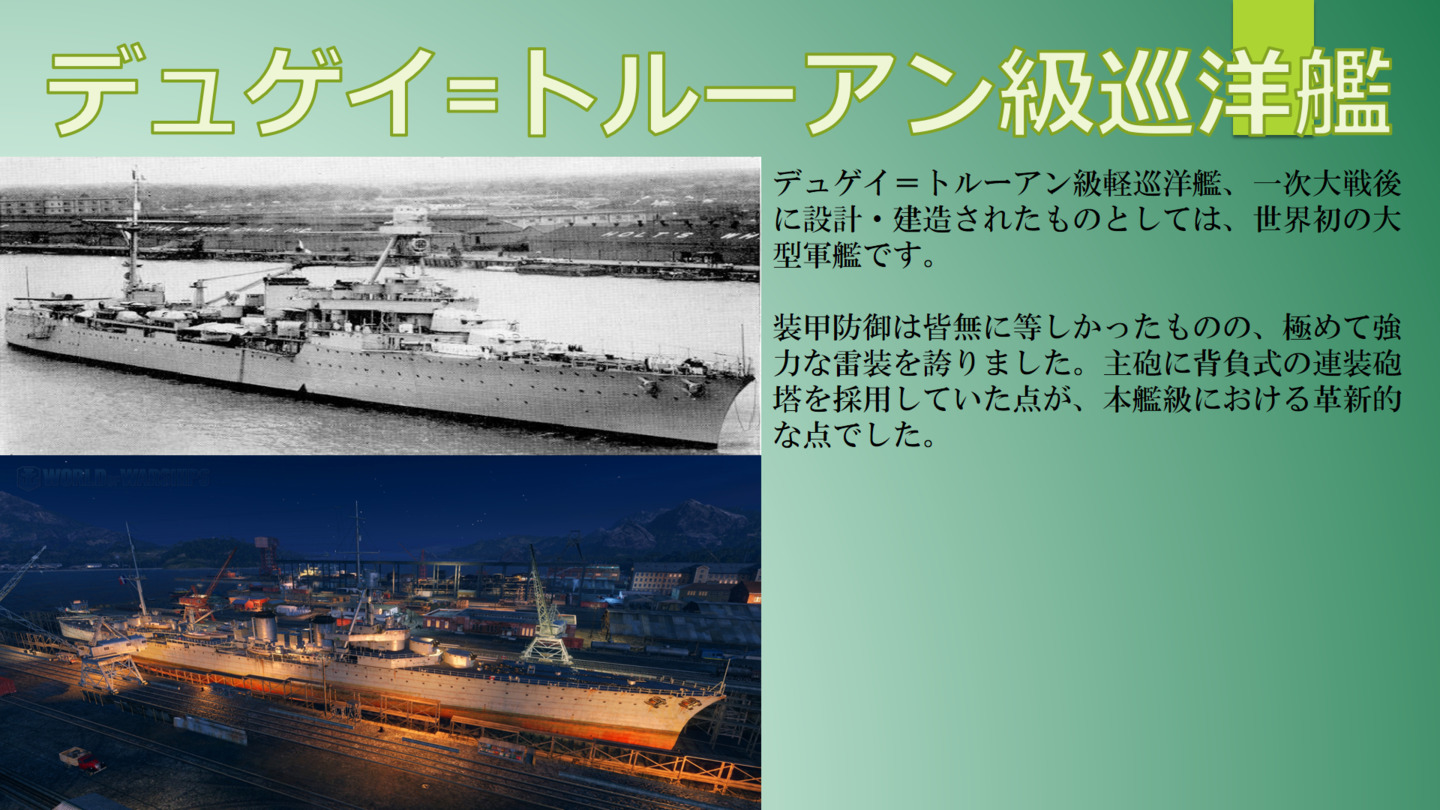 デュゲイ=トルーアン級巡洋艦
デュゲイ＝トルーアン級軽巡洋艦、一次大戦後
に設計・建造されたものとしては、世界初の大
型軍艦です。
装甲防御は皆無に等しかったものの、極めて強
力な雷装を誇りました。主砲に背負式の連装砲
塔を採用していた点が、本艦級における革新的
な点でした。
WORLD OF WARSHIPS